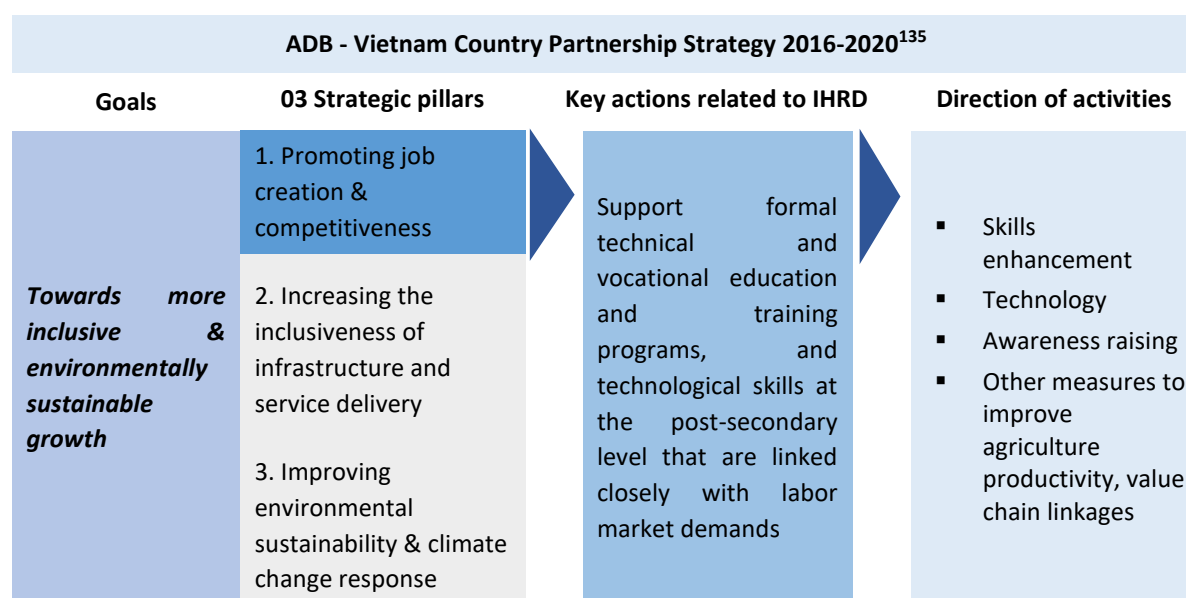 ADB - Vietnam Country Partnership Strategy 2016-2020135
Goals
03 Strategic pillars
Key actions related to IHRD
Direction of activities
Towards more
inclusive &
environmentally
sustainable
growth
1. Promoting job
creation &
competitiveness
2. Increasing the
inclusiveness of
infrastructure and
service delivery
3. Improving
environmental
sustainability & climate
change response
Support formal
technical and
vocational education
and training
programs, and
technological skills at
the post-secondary
level that are linked
closely with labor
market demands
▪ Skills
enhancement
▪ Technology
▪ Awareness raising
▪ Other measures to
improve
agriculture
productivity, value
chain linkages